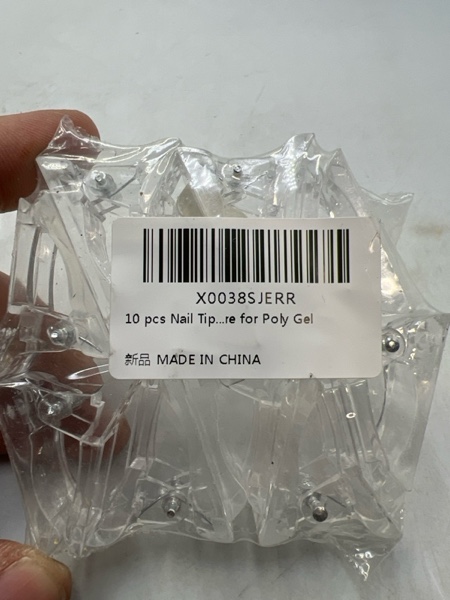 X0038SJERR
10 pcs Nail Tip...re for Poly Gel
新品 MADE IN CHINA